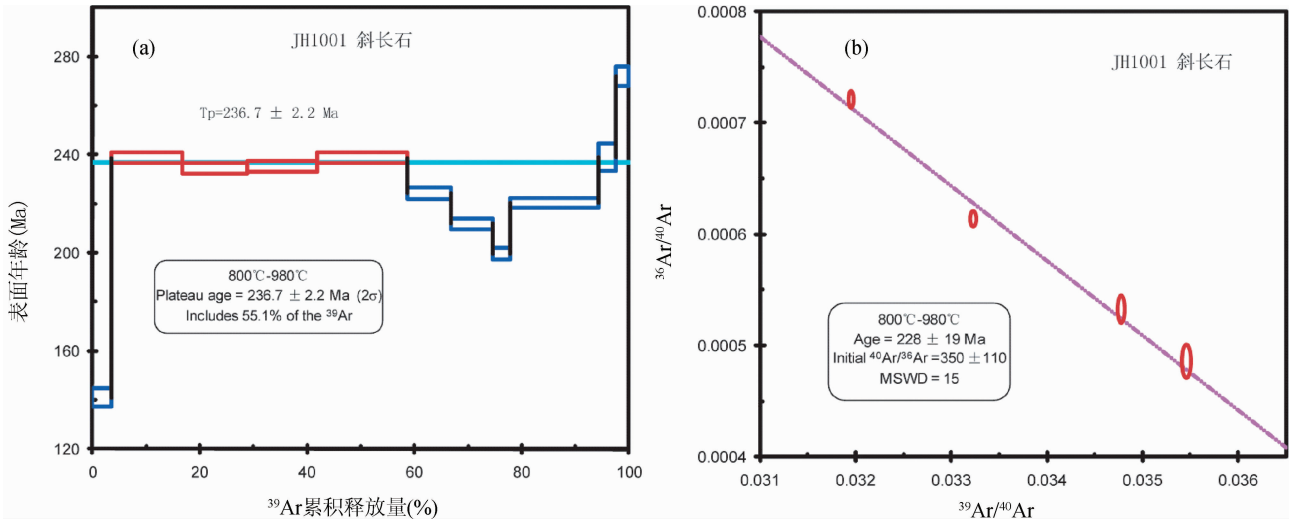 (a)
JH1001 斜长石
Tp=236.7 ± 2.2 Ma
800℃-980℃
Plateau age = 236.7 ± 2.2 Ma (2σ)
Includes 55.1% of the ³⁹Ar
280
240
200
160
120
表面年龄(Ma)
0 20 40 60 80 100
³⁹Ar累积释放量(%)
(b)
JH1001 斜长石
800℃-980℃
Age = 228 ± 19 Ma
Initial ⁴⁰Ar/³⁶Ar =350 ±110
MSWD = 15
0.0008
0.0007
0.0006
0.0005
0.0004
³⁶Ar/⁴⁰Ar
0.031 0.032 0.033 0.034 0.035 0.036
³⁹Ar/⁴⁰Ar